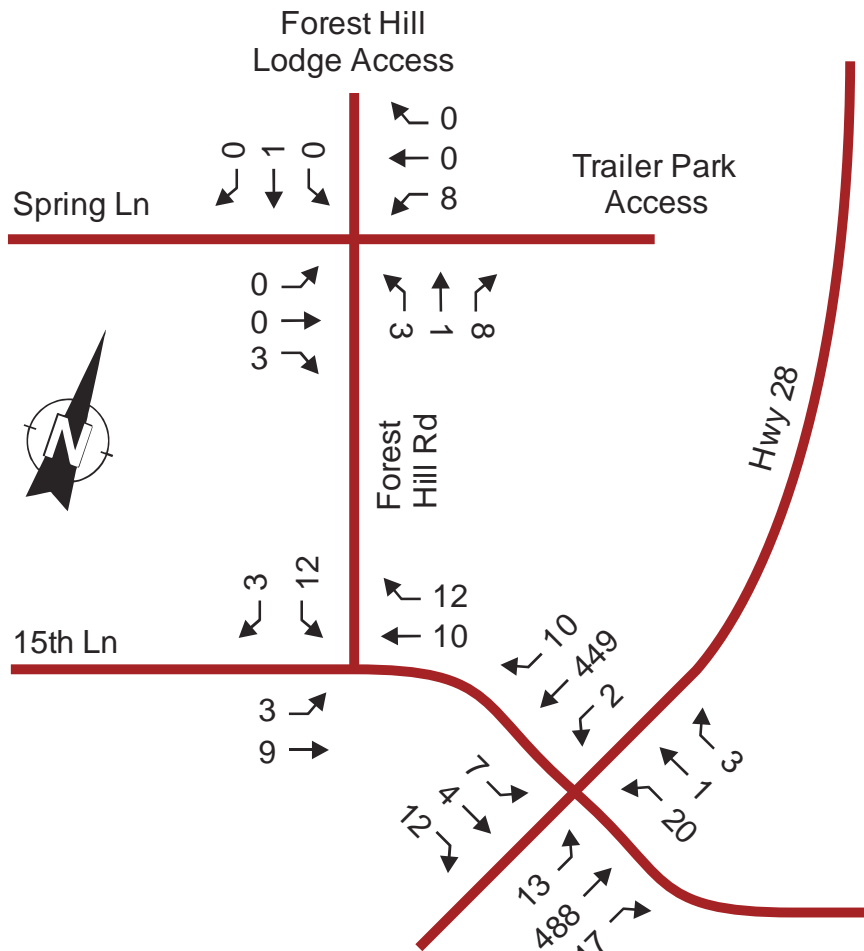 Forest Hill
Lodge Access
0
1
0
0
0
8
Trailer Park
Access
Spring Ln
0
0
3
3
1
8
N
Forest
Hill Rd
Hwy 28
3
12
12
10
15th Ln
3
9
10
449
2
7
4
12
3
1
20
13
488